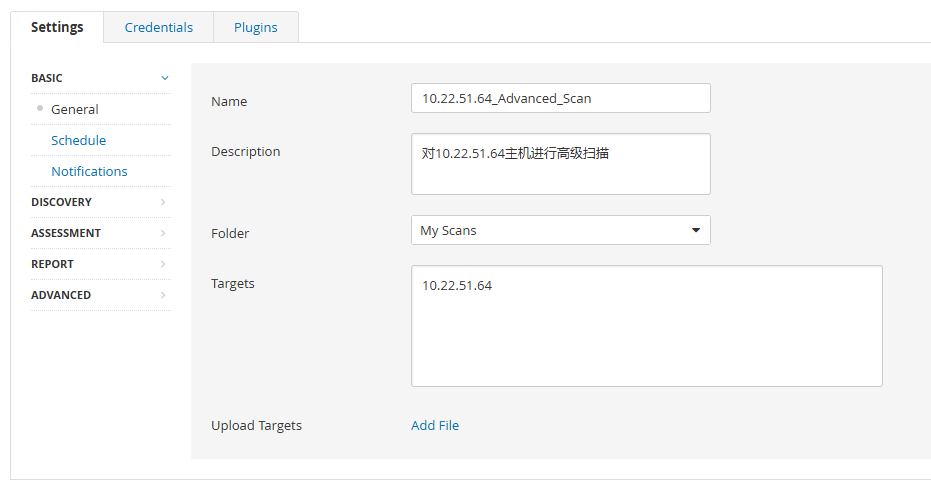 Settings
Credentials
Plugins
BASIC
General
Schedule
Notifications
DISCOVERY
ASSESSMENT
REPORT
ADVANCED
Name
10.22.51.64_Advanced_Scan
Description
对10.22.51.64主机进行高级扫描
Folder
My Scans
Targets
10.22.51.64
Upload Targets
Add File